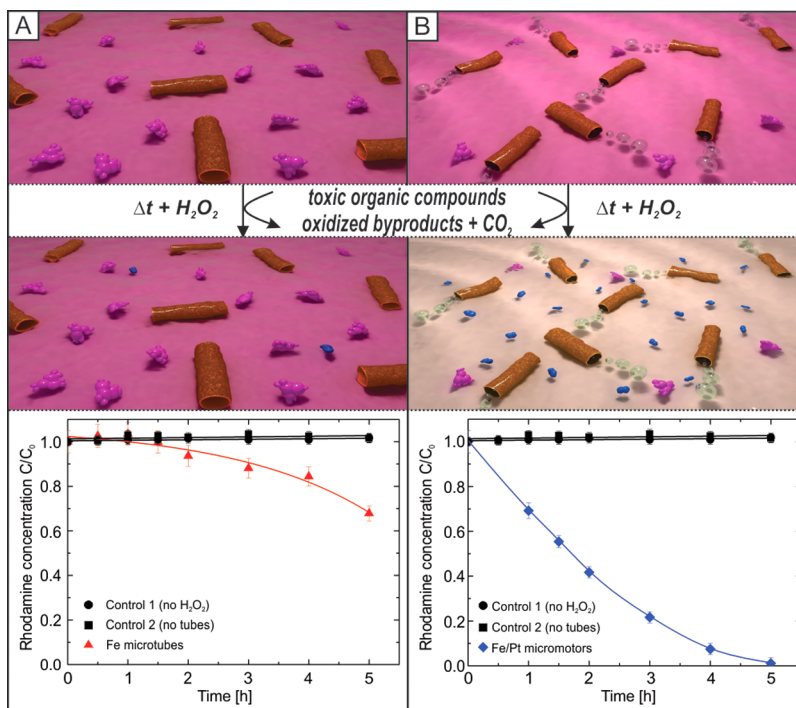 A
B
Δt + H₂O₂
toxic organic compounds
oxidized byproducts + CO₂
Δt + H₂O₂
Rhodamine concentration C/C₀
1.0
0.8
0.6
0.4
0.2
0.0
Control 1 (no H₂O₂)
Control 2 (no tubes)
Fe microtubes
0 1 2 3 4 5
Time [h]
Rhodamine concentration C/C₀
1.0
0.8
0.6
0.4
0.2
0.0
Control 1 (no H₂O₂)
Control 2 (no tubes)
Fe/Pt micromotors
0 1 2 3 4 5
Time [h]